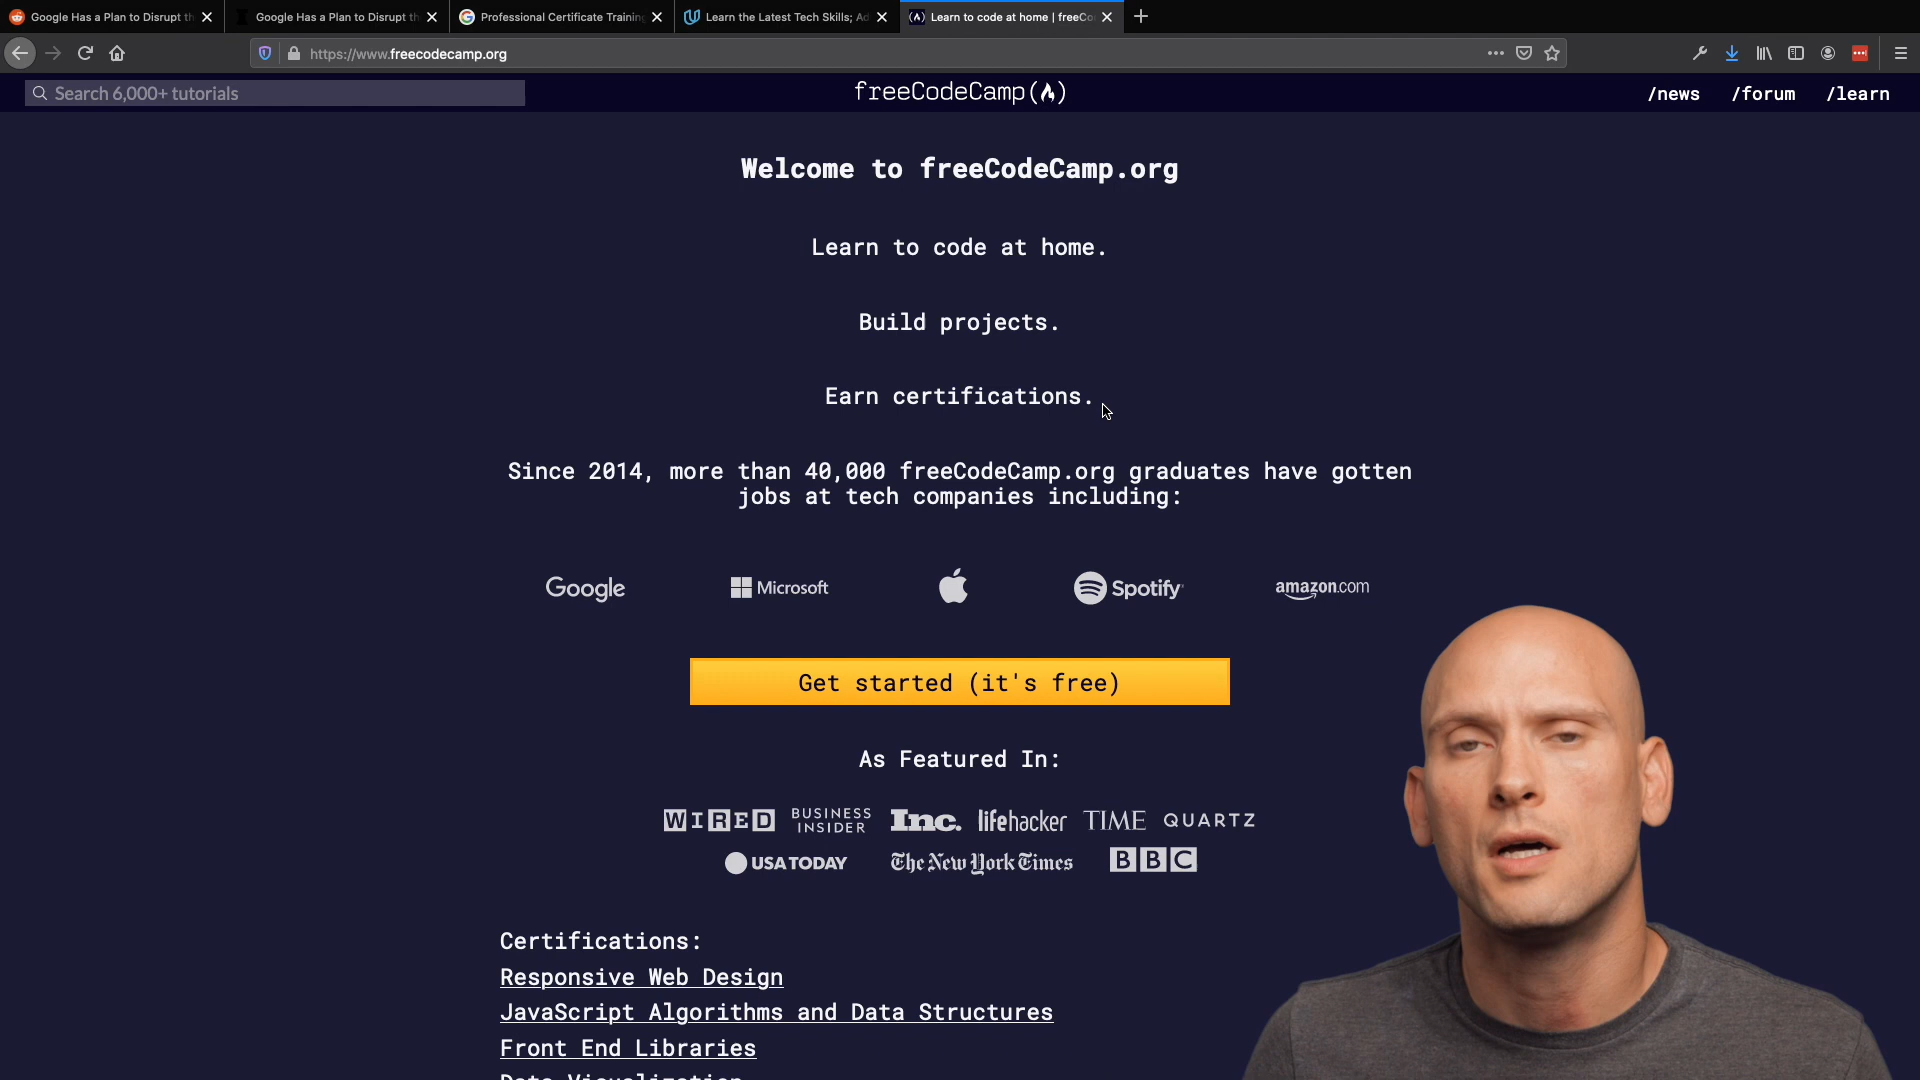 Google Has a Plan to Disrupt th
Google Has a Plan to Disrupt th
Professional Certificate Training
Learn the Latest Tech Skills; Ad
Learn to code at home | freeCo
https://www.freecodecamp.org
Search 6,000+ tutorials
freeCodeCamp
/news
/forum
/learn
Welcome to freeCodeCamp.org
Learn to code at home.
Build projects.
Earn certifications.
Since 2014, more than 40,000 freeCodeCamp.org graduates have gotten
jobs at tech companies including:
Google
Microsoft
Spotify
amazon.com
Get started (it's free)
As Featured In:
WIRED
BUSINESS
INSIDER
Inc.
lifehacker
TIME
QUARTZ
USA TODAY
The New York Times
BBC
Certifications:
Responsive Web Design
JavaScript Algorithms and Data Structures
Front End Libraries
Data Visualization